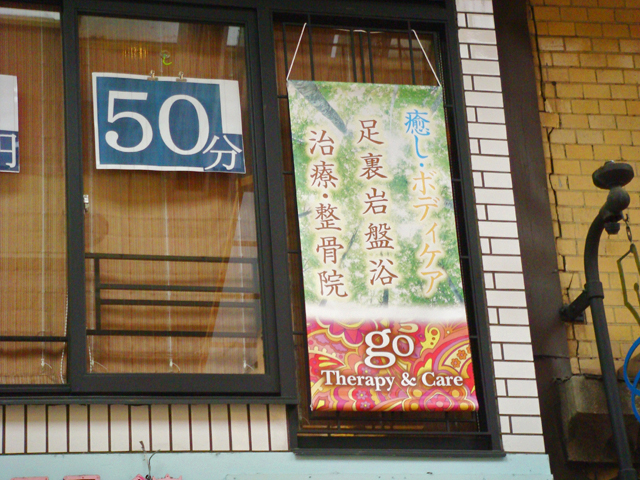 円
50分
癒し・ボディケア
足裏岩盤浴
治療・整骨院
go
Therapy & Care